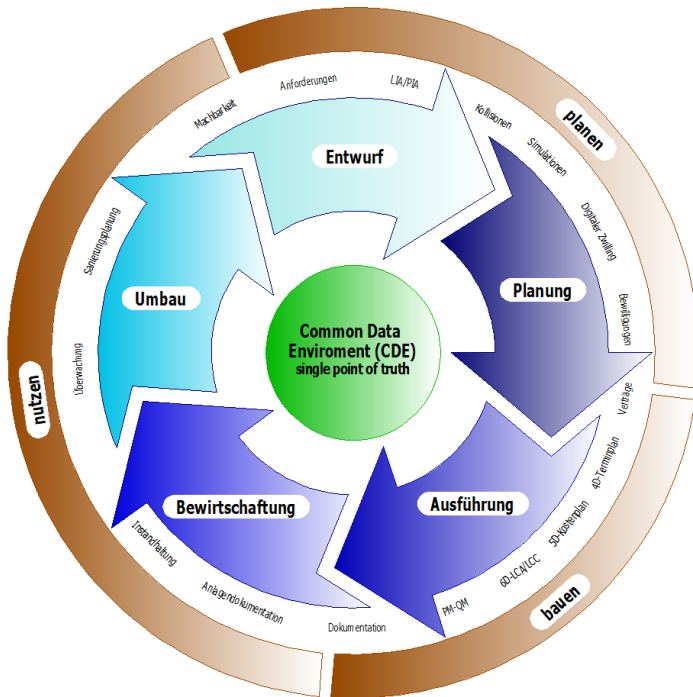 planen
bauen
nutzen
Machbarkeit
Anforderungen
LIA/PIA
Kollisionen
Simulationen
Digitaler Zwilling
Bewilligungen
Verträge
4D-Terminplan
5D-Kostenplan
6D-LCA/LCC
PM-QM
Dokumentation
Anlagendokumentation
Instandhaltung
Überwachung
Sanierungsplanung
Entwurf
Planung
Ausführung
Bewirtschaftung
Umbau
Common Data
Enviroment (CDE)
single point of truth